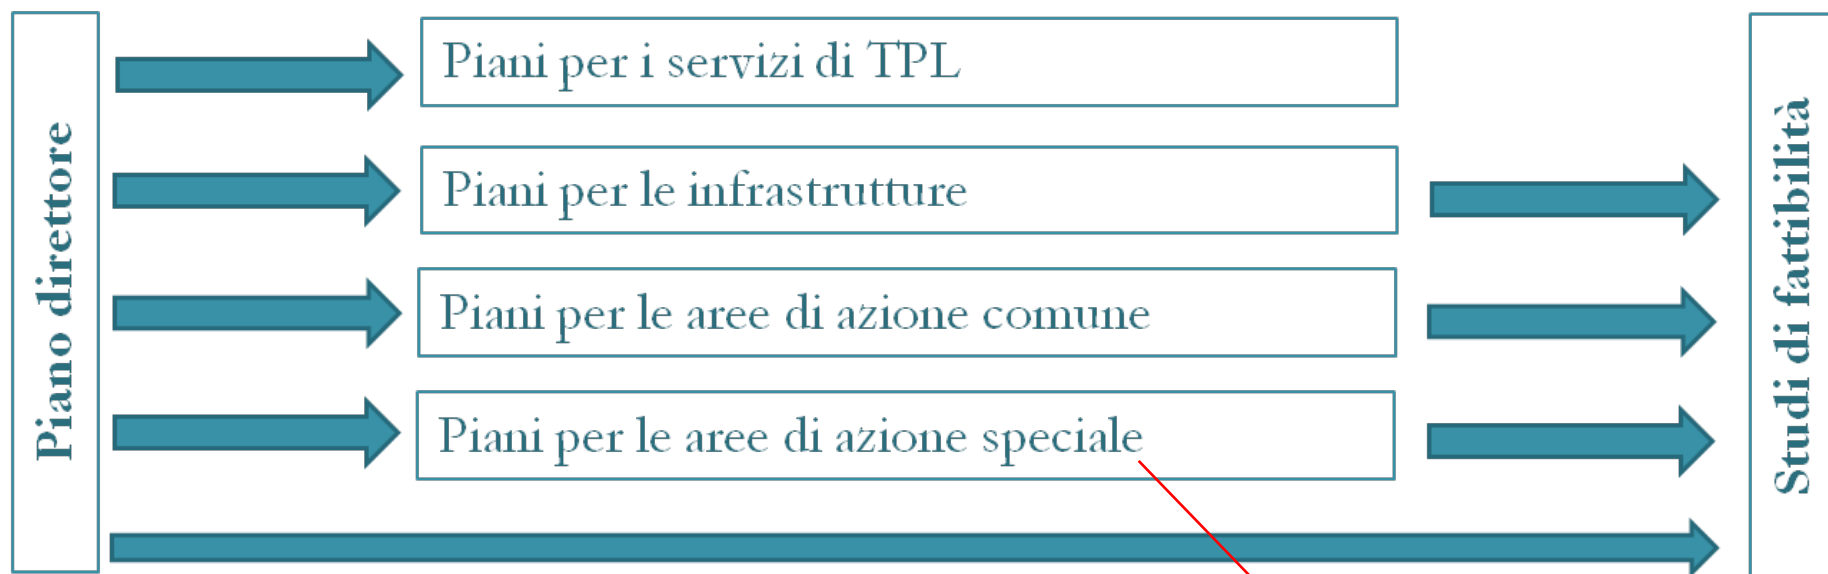 Piano direttore
Piani per i servizi di TPL
Piani per le infrastrutture
Piani per le aree di azione comune
Piani per le aree di azione speciale
Studi di fattibilità